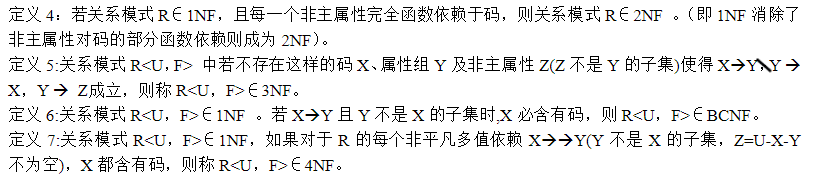 定义 4：若关系模式 R∈1NF，且每一个非主属性完全函数依赖于码，则关系模式 R∈2NF 。（即 1NF 消除了
非主属性对码的部分函数依赖则成为 2NF）。
定义 5:关系模式 R<U，F> 中若不存在这样的码 X、属性组 Y 及非主属性 Z(Z 不是 Y 的子集)使得 X→Y，Y →
X，Y → Z成立，则称 R<U，F>∈3NF。
定义 6:关系模式 R<U，F>∈1NF 。若 X→Y 且 Y 不是 X 的子集时,X 必含有码，则 R<U，F>∈BCNF。
定义 7:关系模式 R<U，F>∈1NF，如果对于 R 的每个非平凡多值依赖 X→→Y(Y 不是 X 的子集，Z=U-X-Y
不为空)，X 都含有码，则称 R<U，F>∈4NF。